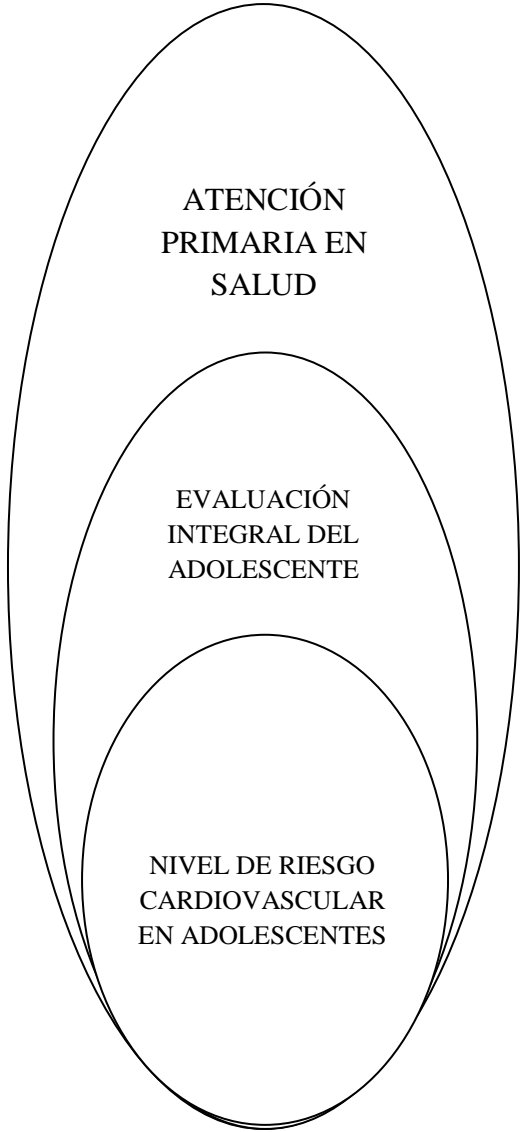 ATENCIÓN
PRIMARIA EN
SALUD
EVALUACIÓN
INTEGRAL DEL
ADOLESCENTE
NIVEL DE RIESGO
CARDIOVASCULAR
EN ADOLESCENTES